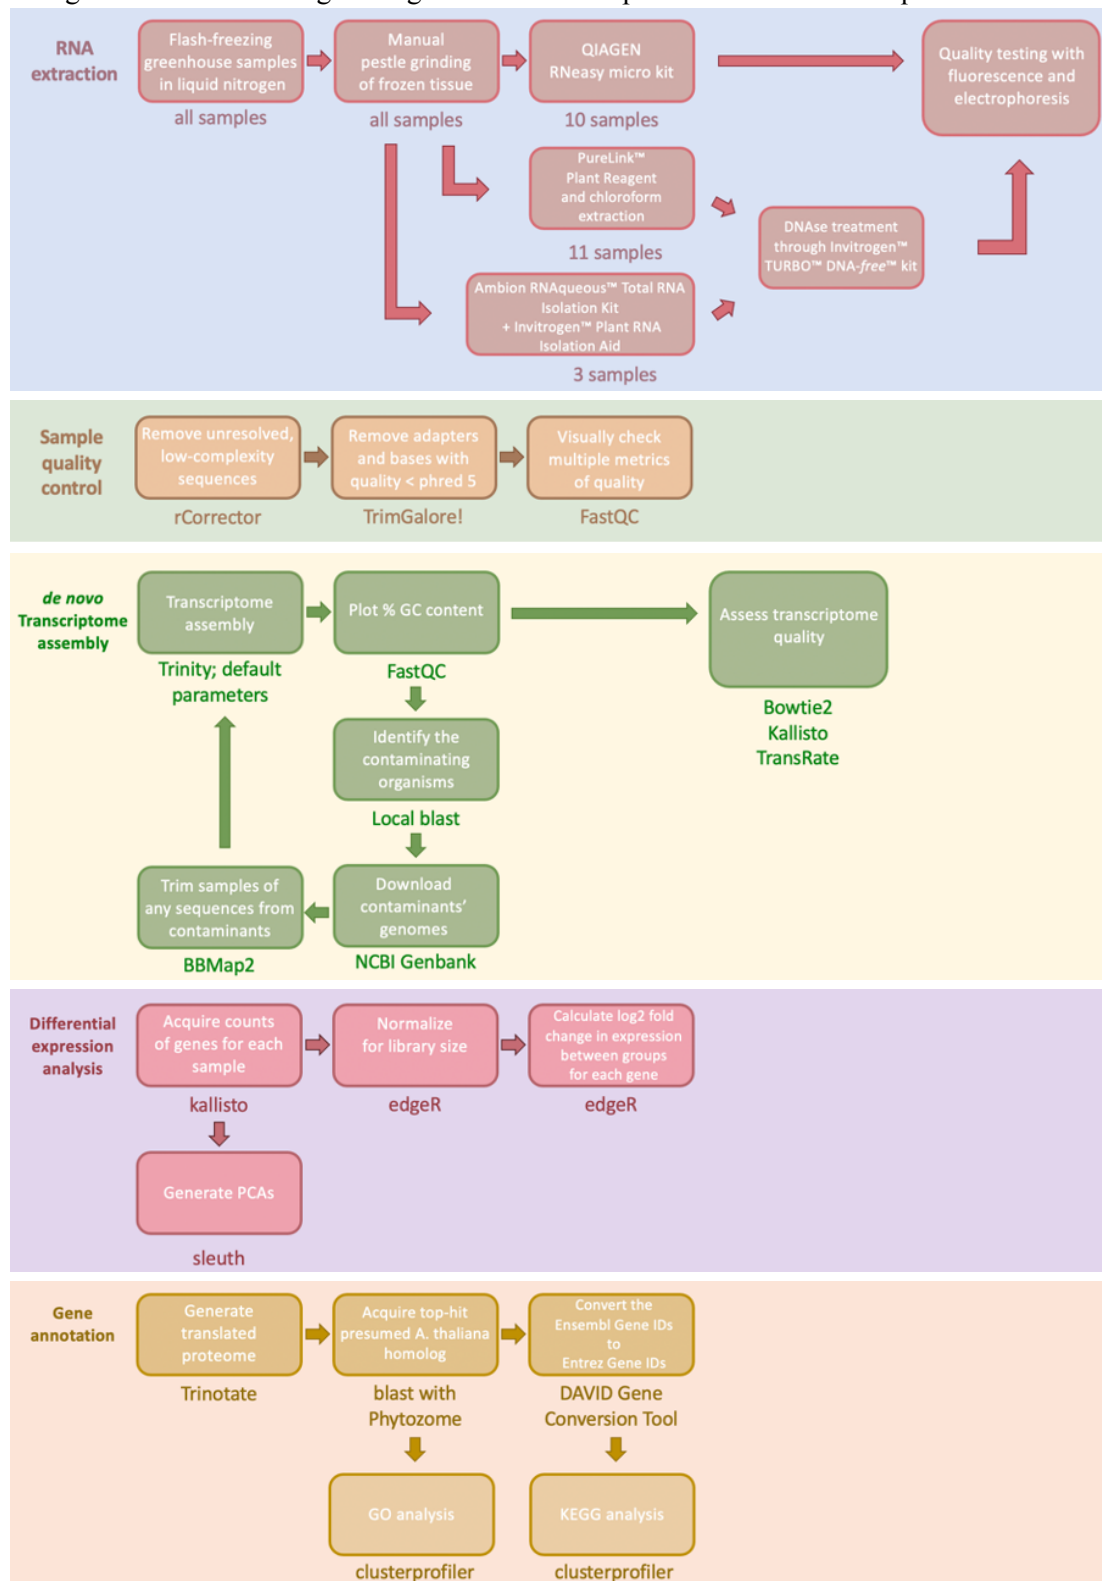 RNA
extraction
Flash-freezing
greenhouse samples
in liquid nitrogen
all samples
Manual
pestle grinding
of frozen tissue
all samples
QIAGEN
RNeasy micro kit
10 samples
Quality testing with
fluorescence and
electrophoresis
PureLink™
Plant Reagent
and chloroform
extraction
11 samples
DNAse treatment
through Invitrogen™
TURBO™ DNA-free™ kit
Ambion RNAqueous™ Total RNA
Isolation Kit
+ Invitrogen™ Plant RNA
Isolation Aid
3 samples
Sample
quality
control
Remove unresolved,
low-complexity
sequences
rCorrector
Remove adapters
and bases with
quality < phred 5
TrimGalore!
Visually check
multiple metrics
of quality
FastQC
de novo
Transcriptome
assembly
Transcriptome
assembly
Trinity; default
parameters
Plot % GC content
FastQC
Assess transcriptome
quality
Bowtie2
Kallisto
TransRate
Identify the
contaminating
organisms
Local blast
Download
contaminants’
genomes
NCBI Genbank
Trim samples of
any sequences from
contaminants
BBMap2
Differential
expression
analysis
Acquire counts
of genes for each
sample
kallisto
Normalize
for library size
edgeR
Calculate log2 fold
change in expression
between groups
for each gene
edgeR
Generate PCAs
sleuth
Gene
annotation
Generate
translated
proteome
Trinotate
Acquire top-hit
presumed A. thaliana
homolog
blast with
Phytozome
Convert the
Ensembl Gene IDs
to
Entrez Gene IDs
DAVID Gene
Conversion Tool
GO analysis
clusterprofiler
KEGG analysis
clusterprofiler